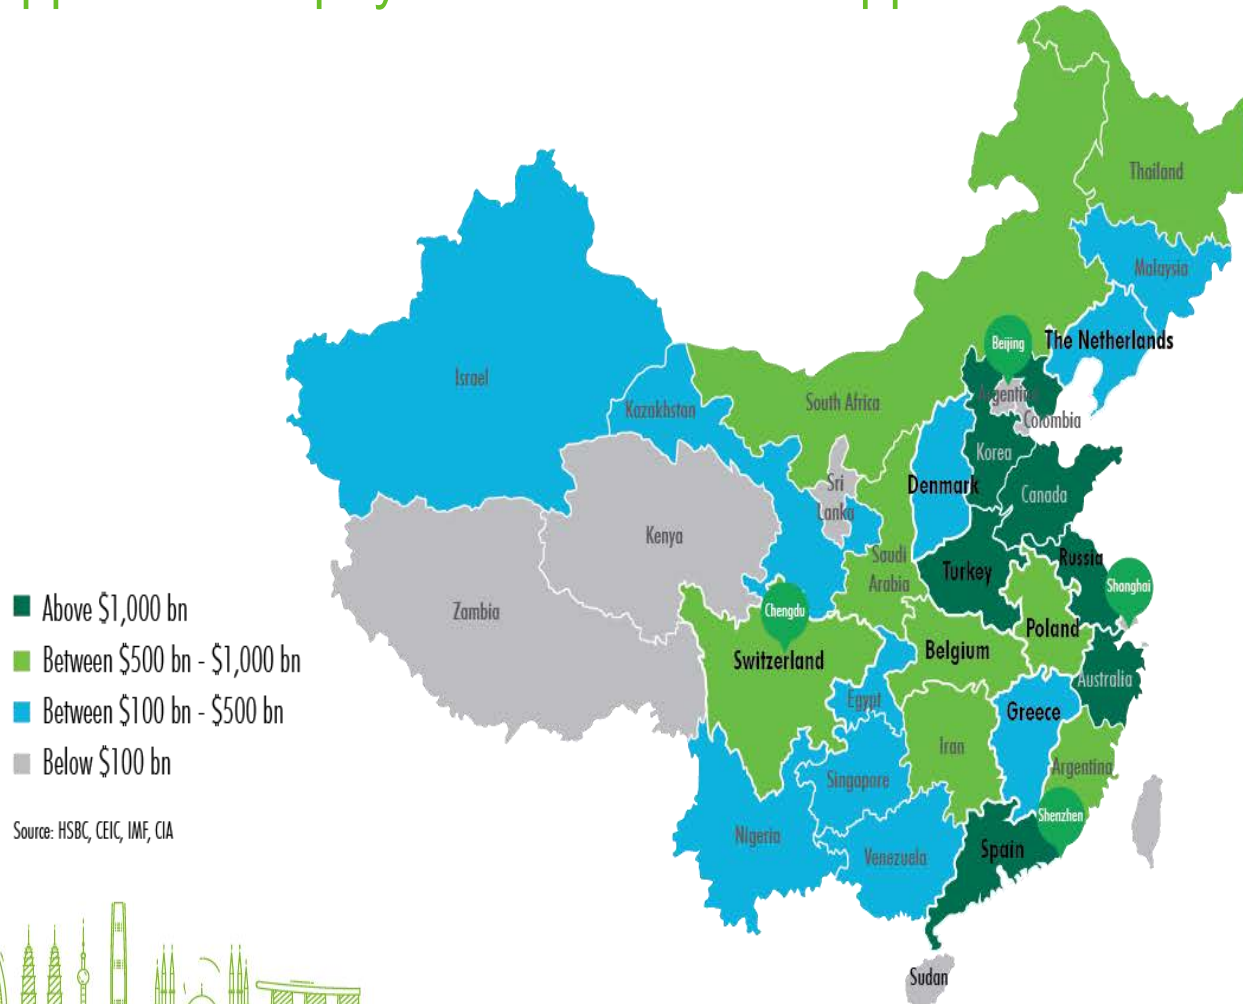 Thailand
Malaysia
Beijing
The Netherlands
Israel
Kazakhstan
South Africa
Argentina
Colombia
Korea
Sri
Lanka
Denmark
Canada
Kenya
Saudi
Arabia
Turkey
Russia
Shanghai
Chengdu
Zambia
Poland
Switzerland
Belgium
Australia
Egypt
Greece
Iran
Argentina
Singapore
Shenzhen
Nigeria
Venezuela
Spain
Sudan
Above $1,000 bn
Between $500 bn - $1,000 bn
Between $100 bn - $500 bn
Below $100 bn
Source: HSBC, CEIC, IMF, CIA